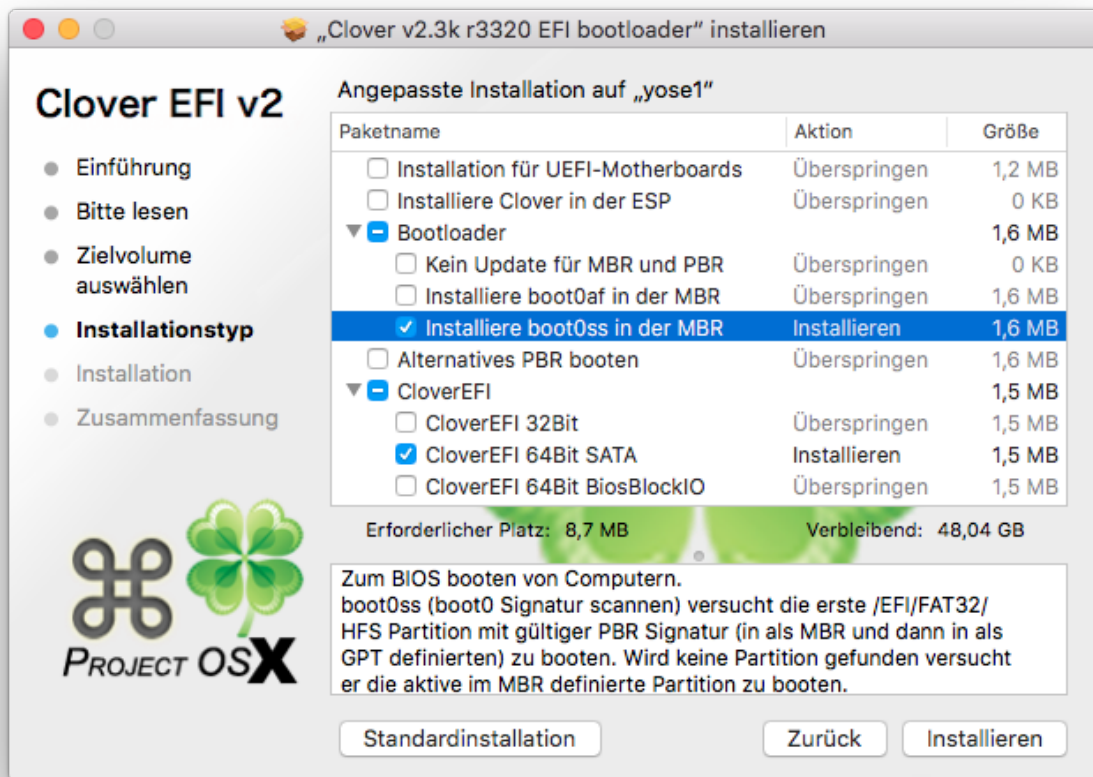 „Clover v2.3k r3320 EFI bootloader“ installieren
Clover EFI v2
Einführung
Bitte lesen
Zielvolume
auswählen
Installationstyp
Installation
Zusammenfassung
PROJECT OSX
Angepasste Installation auf „yose1“
Paketname Aktion Größe
Installation für UEFI-Motherboards Überspringen 1,2 MB
Installiere Clover in der ESP Überspringen 0 KB
Bootloader 1,6 MB
Kein Update für MBR und PBR Überspringen 0 KB
Installiere boot0af in der MBR Überspringen 1,6 MB
Installiere boot0ss in der MBR Installieren 1,6 MB
Alternatives PBR booten Überspringen 1,6 MB
CloverEFI 1,5 MB
CloverEFI 32Bit Überspringen 1,5 MB
CloverEFI 64Bit SATA Installieren 1,5 MB
CloverEFI 64Bit BiosBlockIO Überspringen 1,5 MB
Erforderlicher Platz: 8,7 MB Verbleibend: 48,04 GB
Zum BIOS booten von Computern.
boot0ss (boot0 Signatur scannen) versucht die erste /EFI/FAT32/
HFS Partition mit gültiger PBR Signatur (in als MBR und dann in als
GPT definierten) zu booten. Wird keine Partition gefunden versucht
er die aktive im MBR definierte Partition zu booten.
Standardinstallation Zurück Installieren